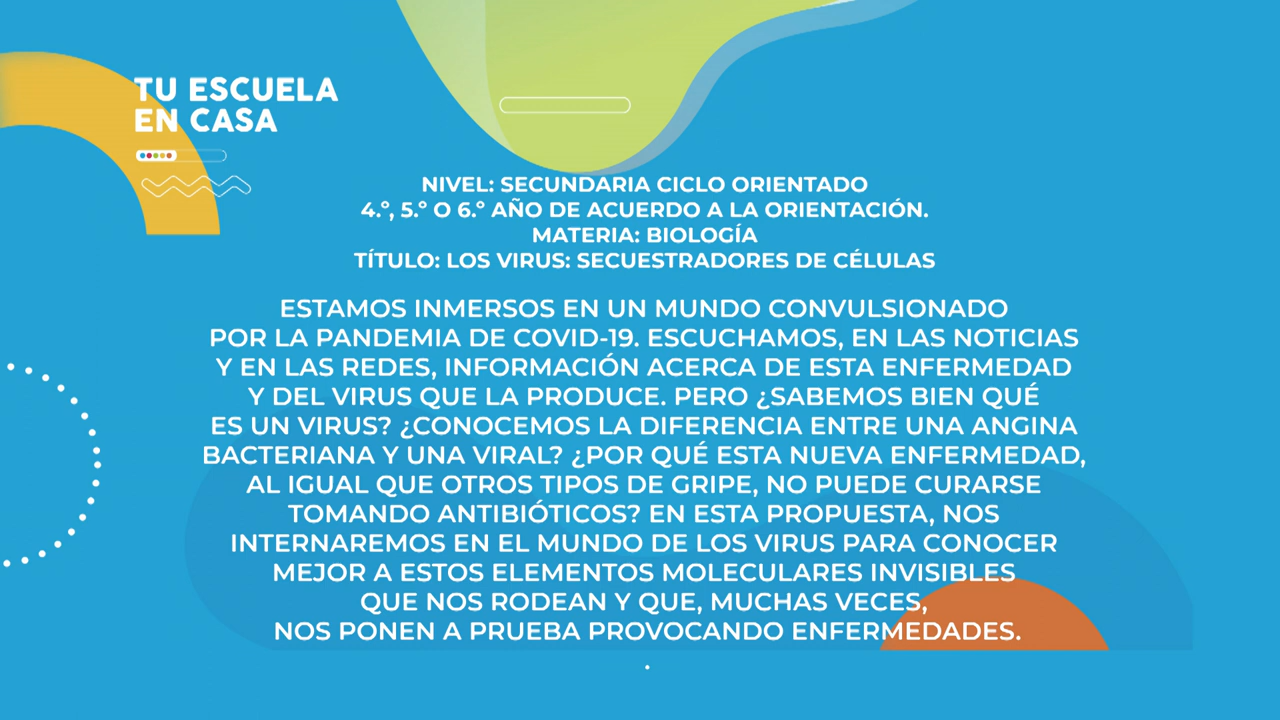 TU ESCUELA
EN CASA
NIVEL: SECUNDARIA CICLO ORIENTADO
4.º, 5.º O 6.º AÑO DE ACUERDO A LA ORIENTACIÓN.
MATERIA: BIOLOGÍA
TÍTULO: LOS VIRUS: SECUESTRADORES DE CÉLULAS
ESTAMOS INMERSOS EN UN MUNDO CONVULSIONADO
POR LA PANDEMIA DE COVID-19. ESCUCHAMOS, EN LAS NOTICIAS
Y EN LAS REDES, INFORMACIÓN ACERCA DE ESTA ENFERMEDAD
Y DEL VIRUS QUE LA PRODUCE. PERO ¿SABEMOS BIEN QUÉ
ES UN VIRUS? ¿CONOCEMOS LA DIFERENCIA ENTRE UNA ANGINA
BACTERIANA Y UNA VIRAL? ¿POR QUÉ ESTA NUEVA ENFERMEDAD,
AL IGUAL QUE OTROS TIPOS DE GRIPE, NO PUEDE CURARSE
TOMANDO ANTIBIÓTICOS? EN ESTA PROPUESTA, NOS
INTERNAREMOS EN EL MUNDO DE LOS VIRUS PARA CONOCER
MEJOR A ESTOS ELEMENTOS MOLECULARES INVISIBLES
QUE NOS RODEAN Y QUE, MUCHAS VECES,
NOS PONEN A PRUEBA PROVOCANDO ENFERMEDADES.